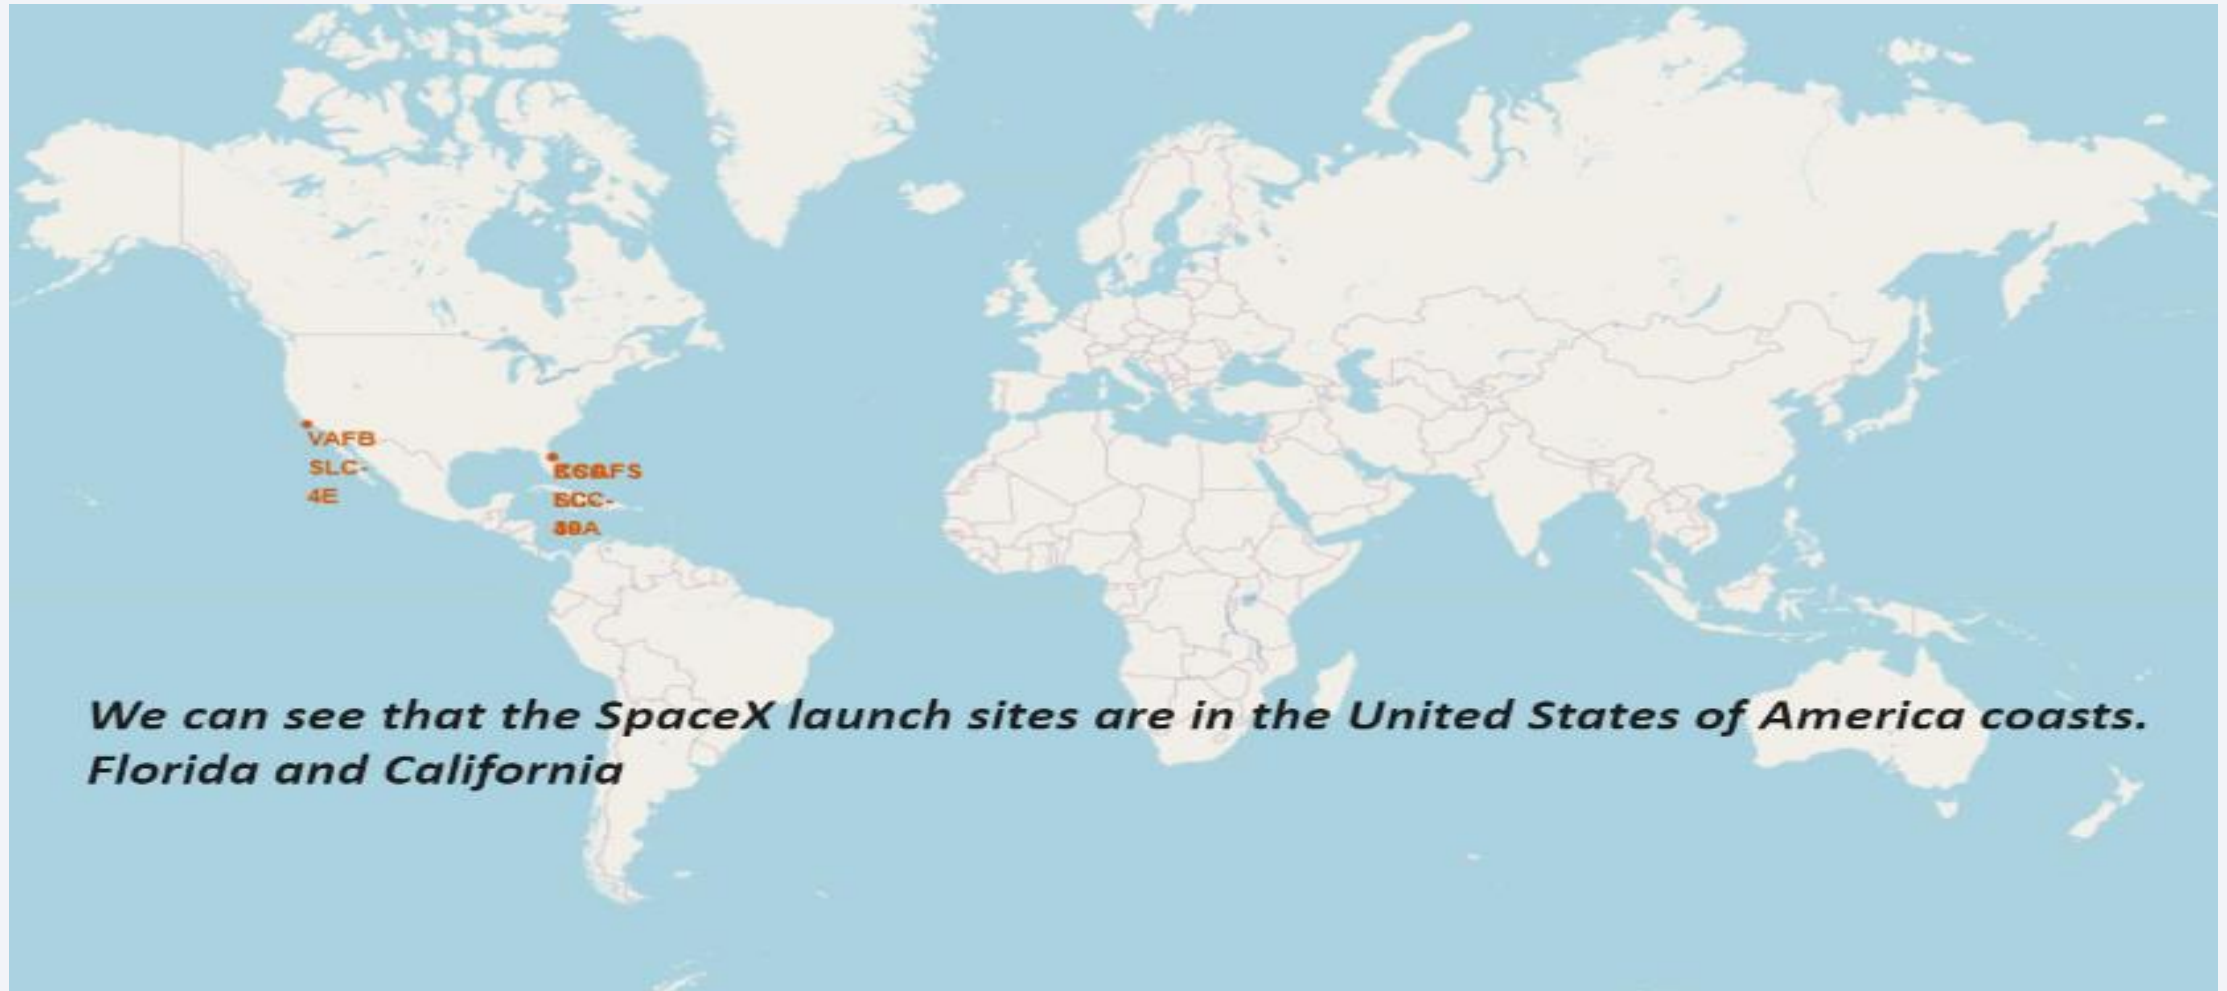 VAFB
SLC-
4E
We can see that the SpaceX launch sites are in the United States of America coasts.
Florida and California